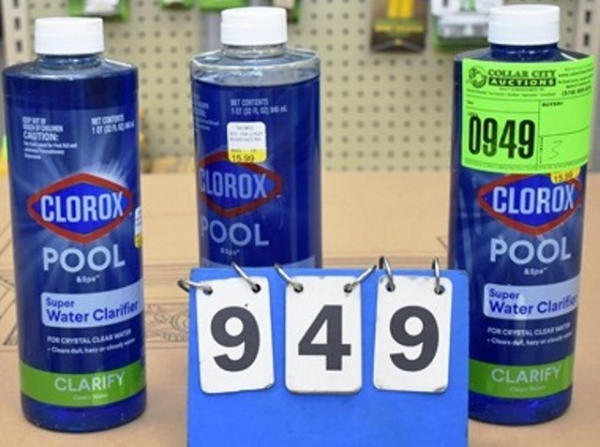 KEEP OUT OF
REACH OF CHILDREN
CAUTION:
NET CONTENTS
1 QT (32 FL OZ) 946 mL
CLOROX
POOL
&Spa
Super
Water Clarifier
FOR CRYSTAL CLEAR WATER
• Clears dull, hazy or cloudy water
CLARIFY
NET CONTENTS
1 QT (32 FL OZ) 946 mL
15.99
CLOROX
POOL
&Spa
COLLAR CITY
AUCTIONS
0949
3
15.99
CLOROX
POOL
&Spa
Super
Water Clarifier
FOR CRYSTAL CLEAR WATER
• Clears dull, hazy or cloudy water
CLARIFY
949